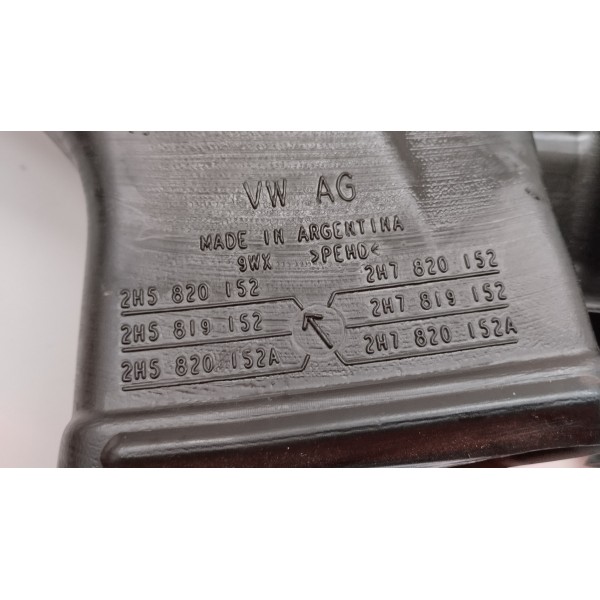 VW AG
MADE IN ARGENTINA
9WX >PEHD<
2H5 820 152 2H7 820 152
2H5 819 152 2H7 819 152
2H5 820 152A 2H7 820 152A